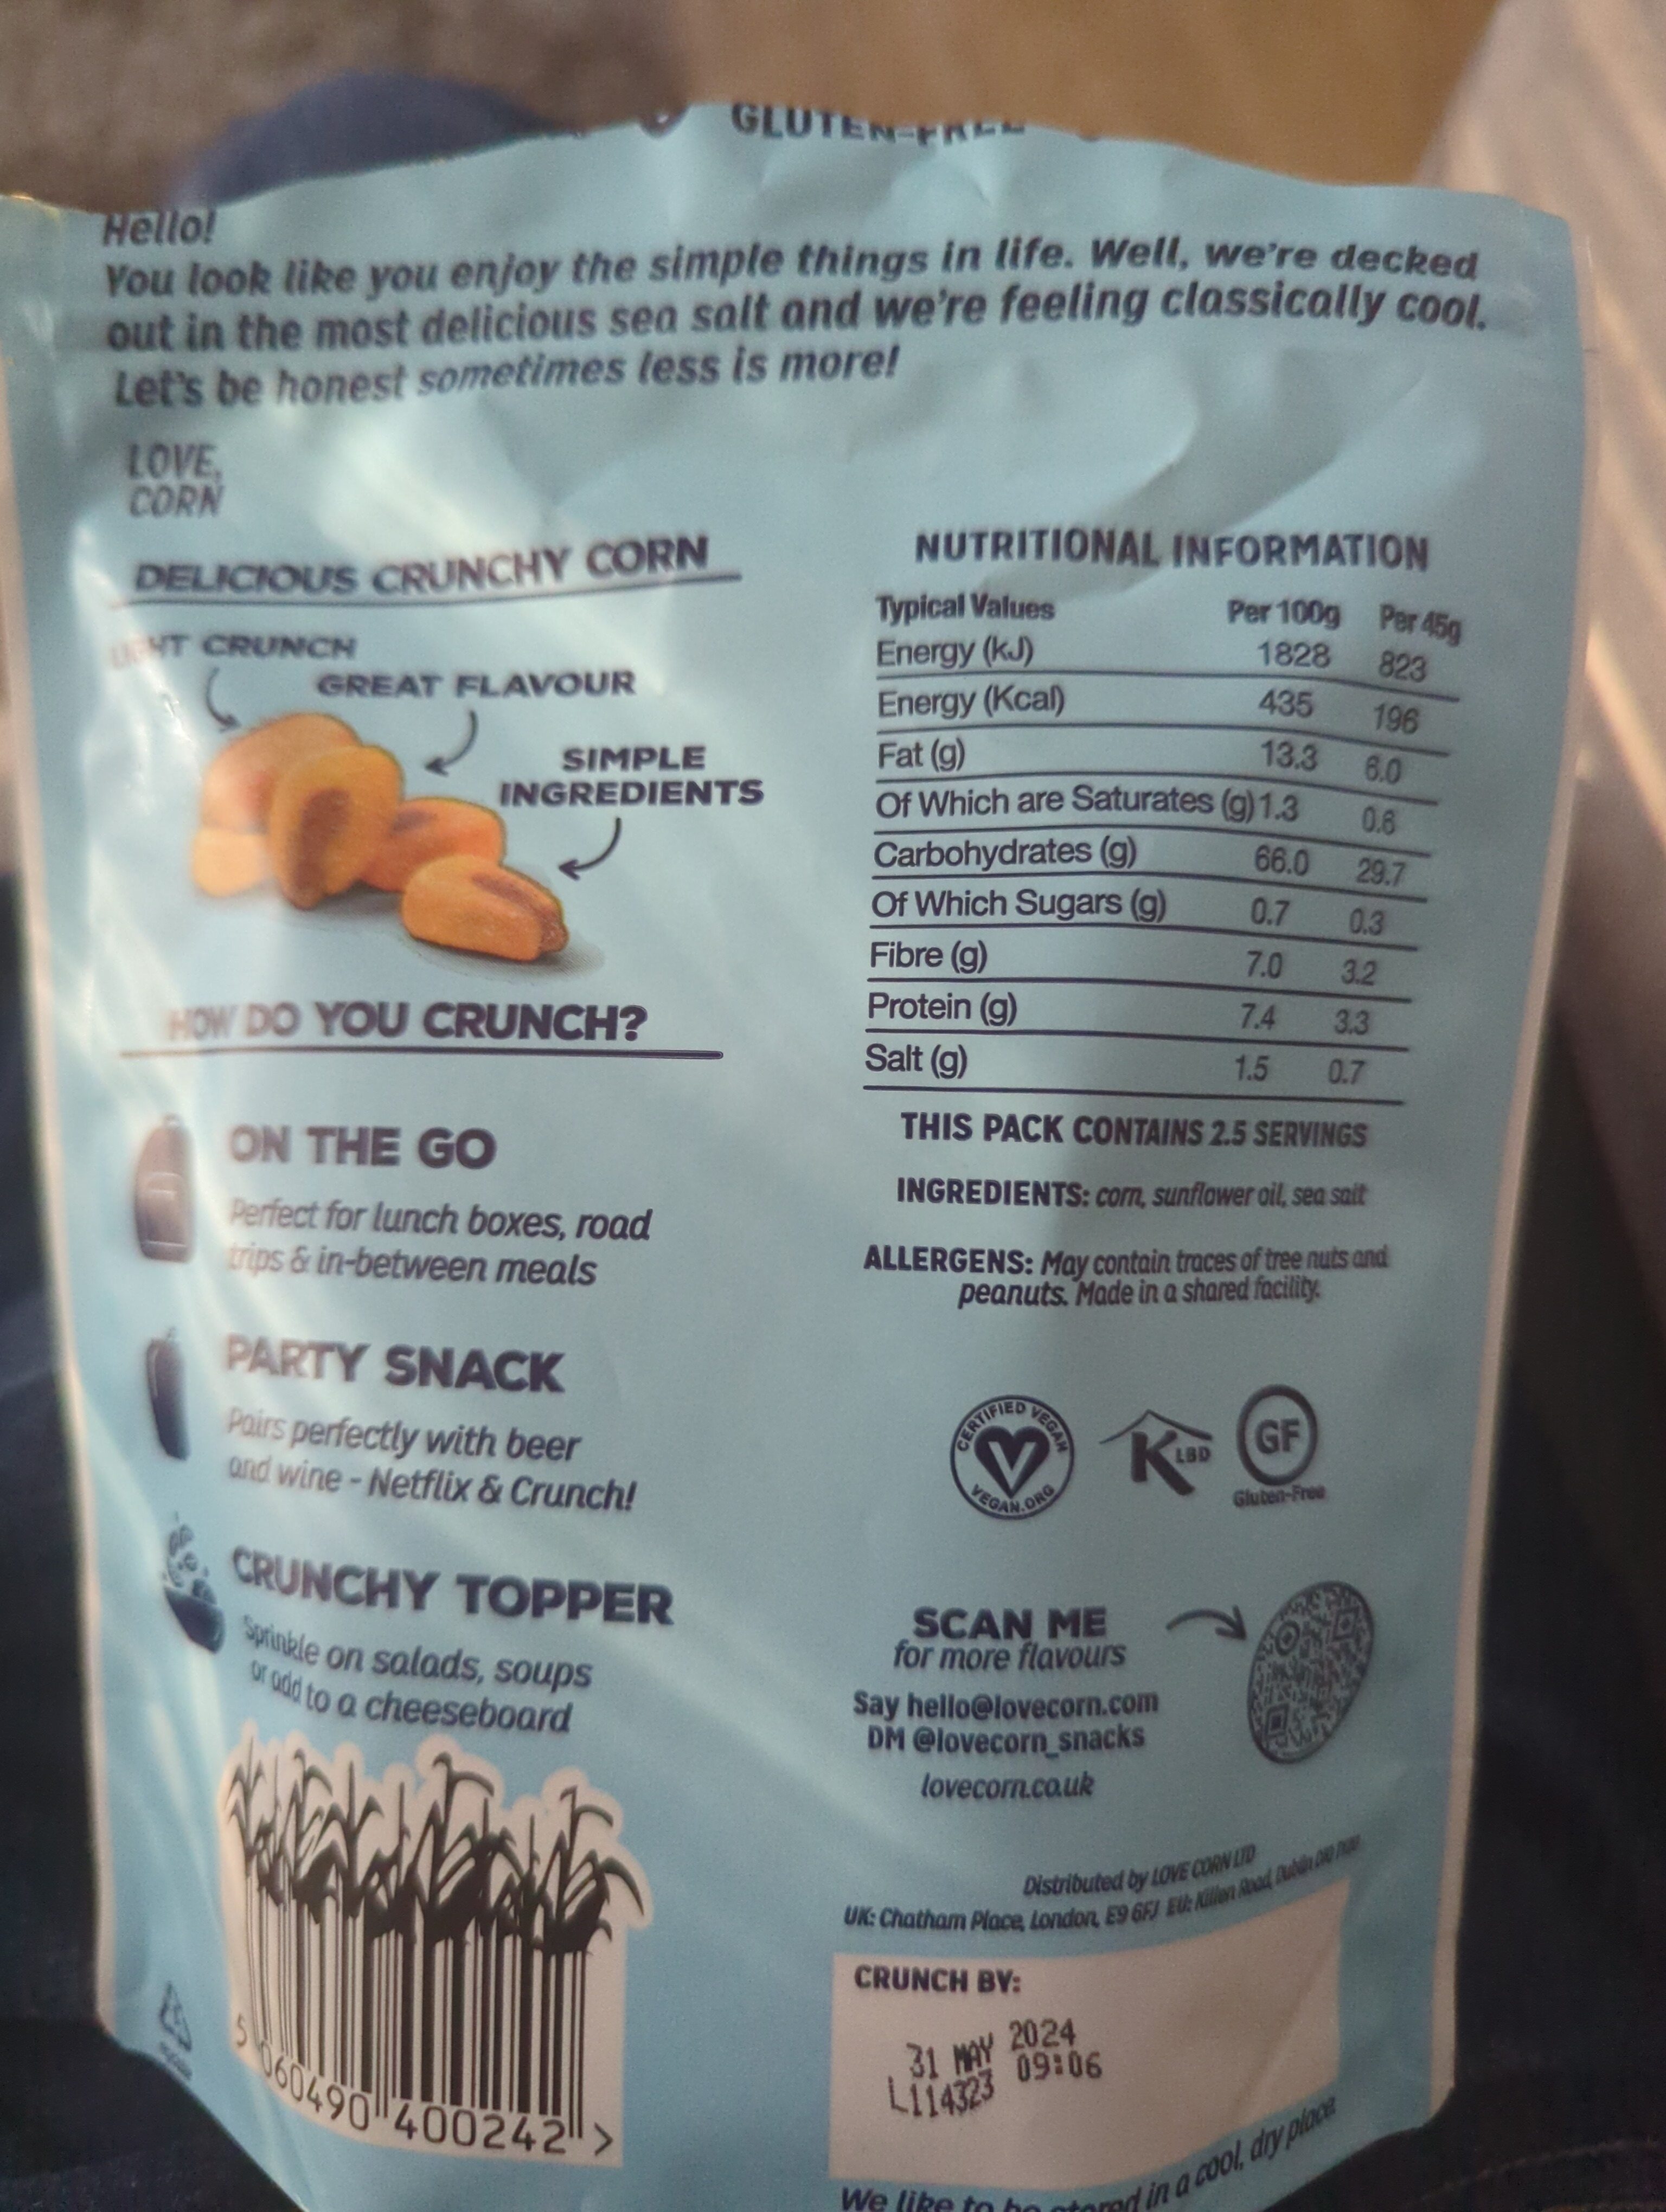 GLUTEN-FREE
Hello!
You look like you enjoy the simple things in life. Well, we're decked
out in the most delicious sea salt and we're feeling classically cool.
Let's be honest sometimes less is more!
LOVE,
CORN
DELICIOUS CRUNCHY CORN
LIGHT CRUNCH
GREAT FLAVOUR
SIMPLE
INGREDIENTS
HOW DO YOU CRUNCH?
ON THE GO
Perfect for lunch boxes, road
trips & in-between meals
PARTY SNACK
Pairs perfectly with beer
and wine - Netflix & Crunch!
CRUNCHY TOPPER
Sprinkle on salads, soups
or add to a cheeseboard
5 060490 400242 >
NUTRITIONAL INFORMATION
Typical Values Per 100g Per 45g
Energy (kJ) 1828 823
Energy (Kcal) 435 196
Fat (g) 13.3 6.0
Of Which are Saturates (g) 1.3 0.6
Carbohydrates (g) 66.0 29.7
Of Which Sugars (g) 0.7 0.3
Fibre (g) 7.0 3.2
Protein (g) 7.4 3.3
Salt (g) 1.5 0.7
THIS PACK CONTAINS 2.5 SERVINGS
INGREDIENTS: corn, sunflower oil, sea salt
ALLERGENS: May contain traces of tree nuts and
peanuts. Made in a shared facility.
CERTIFIED VEGAN
VEGAN.ORG
K LBD
GF
Gluten-Free
SCAN ME
for more flavours
Say hello@lovecorn.com
DM @lovecorn_snacks
lovecorn.co.uk
Distributed by LOVE CORN LTD
UK: Chatham Place, London, E9 6FJ EU: Killen Road, Dublin
CRUNCH BY:
31 MAY 2024
L114323 09:06
We like to be stored in a cool, dry place.